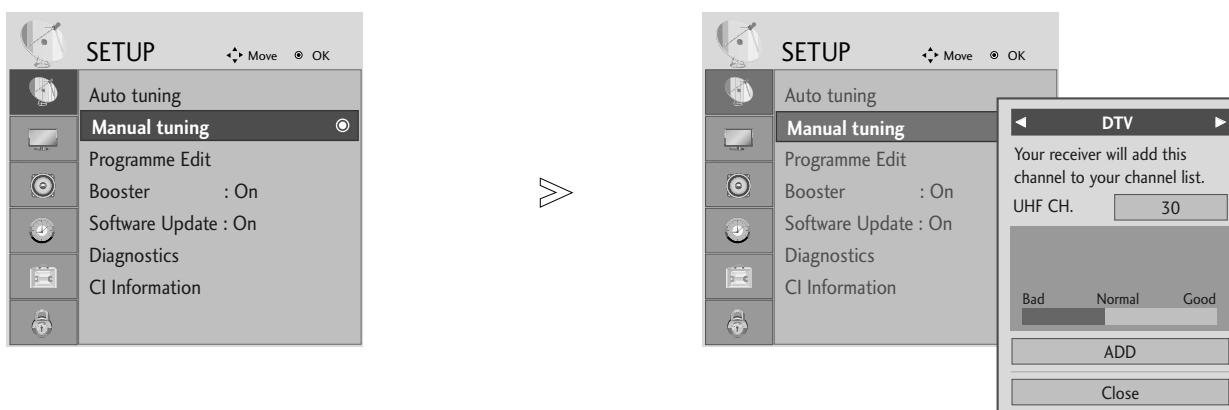 SETUP
Move OK
Auto tuning
Manual tuning
Programme Edit
Booster : On
Software Update : On
Diagnostics
CI Information
SETUP
Move OK
Auto tuning
Manual tuning
Programme Edit
Booster : On
Software Update : On
Diagnostics
CI Information
DTV
Your receiver will add this
channel to your channel list.
UHF CH. 30
Bad Normal Good
ADD
Close